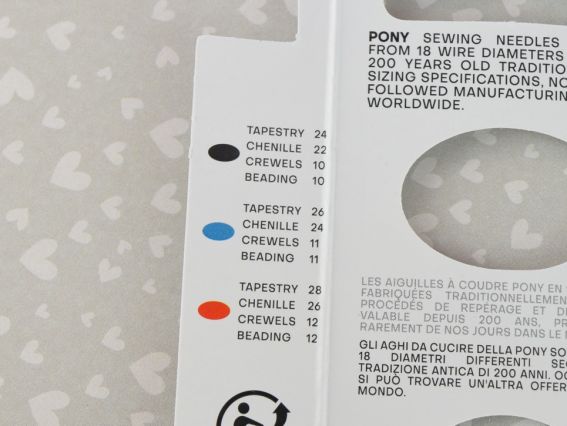 TAPESTRY 24
CHENILLE 22
CREWELS 10
BEADING 10
TAPESTRY 26
CHENILLE 24
CREWELS 11
BEADING 11
TAPESTRY 28
CHENILLE 26
CREWELS 12
BEADING 12
PONY SEWING NEEDLES
FROM 18 WIRE DIAMETERS
200 YEARS OLD TRADITIO
SIZING SPECIFICATIONS, NO
FOLLOWED MANUFACTURIN
WORLDWIDE.
LES AIGUILLES À COUDRE PONY EN
FABRIQUÉES TRADITIONNELLEMEN
PROCÉDÉS DE REPÉRAGE ET D
VALABLE DEPUIS 200 ANS, PR
RAREMENT DE NOS JOURS DANS LE
GLI AGHI DA CUCIRE DELLA PONY SO
18 DIAMETRI DIFFERENTI SE
TRADIZIONE ANTICA DI 200 ANNI. O
SI PUÒ TROVARE UN'ALTRA OFFER
MONDO.